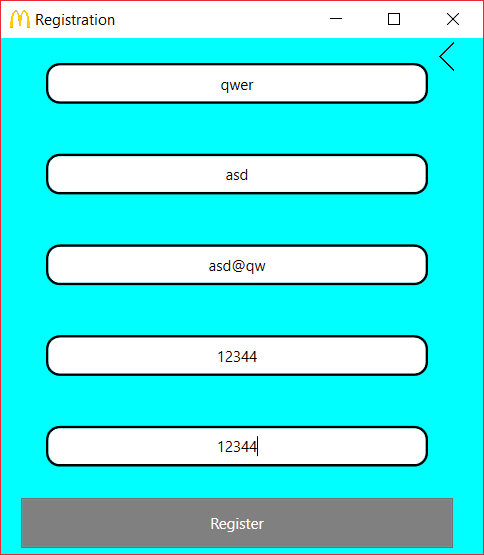 Registration
qwer
asd
asd@qw
12344
12344
Register